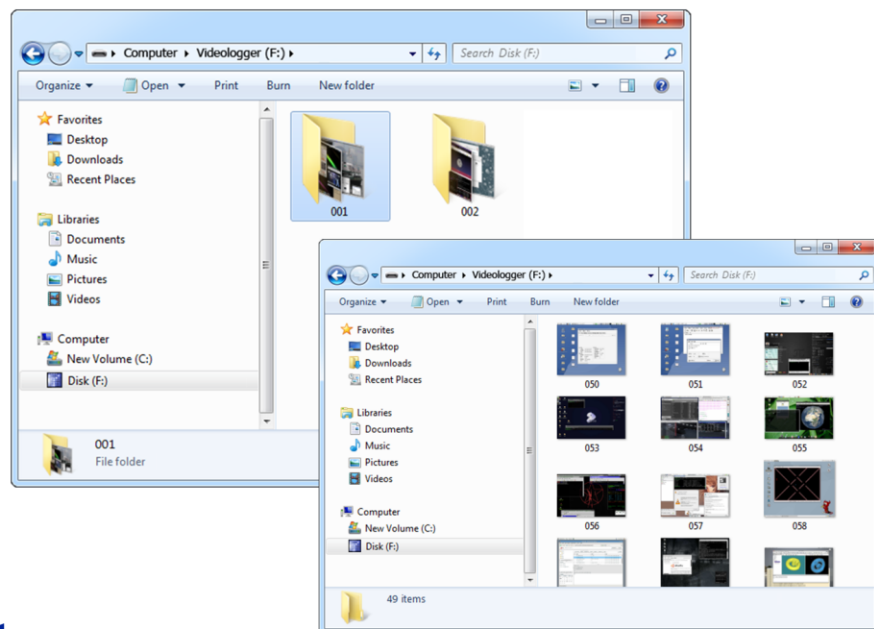 Computer Videologger (F:)
Search Disk (F:)
Organize Open Print Burn New folder
Favorites
Desktop
Downloads
Recent Places
Libraries
Documents
Music
Pictures
Videos
Computer
New Volume (C:)
Disk (F:)
001
002
001
File folder
Computer Videologger (F:)
Search Disk (F:)
Organize Open Print Burn New folder
Favorites
Desktop
Downloads
Recent Places
Libraries
Documents
Music
Pictures
Videos
Computer
New Volume (C:)
Disk (F:)
050 051 052
053 054 055
056 057 058
49 items